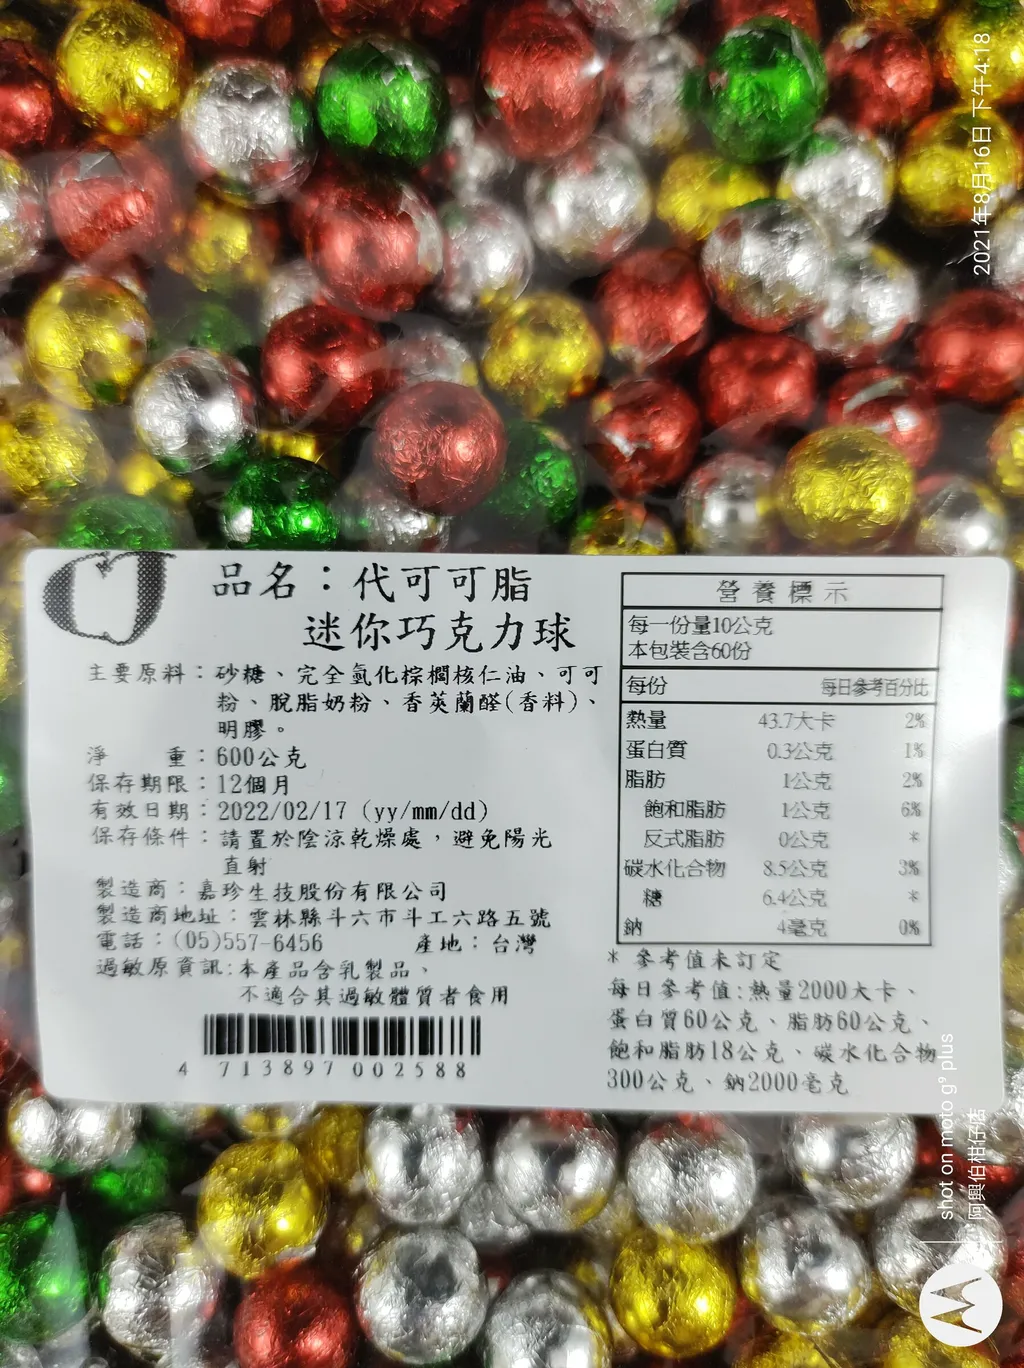 品名：代可可脂
迷你巧克力球
主要原料：砂糖、完全氫化棕櫚核仁油、可可
粉、脫脂奶粉、香莢蘭醛(香料)、
明膠。
淨　　重：600公克
保存期限：12個月
有效日期：2022/02/17 (yy/mm/dd)
保存條件：請置於陰涼乾燥處，避免陽光
直射
製造商：嘉珍生技股份有限公司
製造商地址：雲林縣斗六市斗工六路五號
電話：(05)557-6456　　產地：台灣
過敏原資訊：本產品含乳製品、
不適合其過敏體質者食用
4 713897 002588
營養標示
每一份量10公克
本包裝含60份
每份　每日參考百分比
熱量　43.7大卡　2%
蛋白質　0.3公克　1%
脂肪　1公克　2%
飽和脂肪　1公克　6%
反式脂肪　0公克　*
碳水化合物　8.5公克　3%
糖　6.4公克　*
鈉　4毫克　0%
* 參考值未訂定
每日參考值：熱量2000大卡、
蛋白質60公克、脂肪60公克、
飽和脂肪18公克、碳水化合物
300公克、鈉2000毫克
2021年8月16日 下午4:18
shot on moto g⁹ plus
阿興伯柑仔店